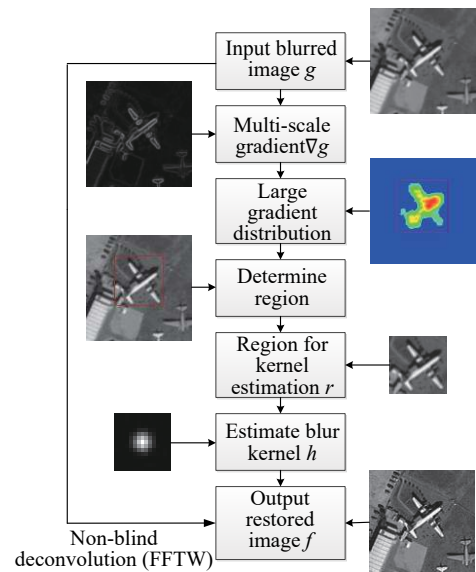 Input blurred
image g
Multi-scale
gradient∇g
Large
gradient
distribution
Determine
region
Region for
kernel
estimation r
Estimate blur
kernel h
Output
restored
image f
Non-blind
deconvolution (FFTW)